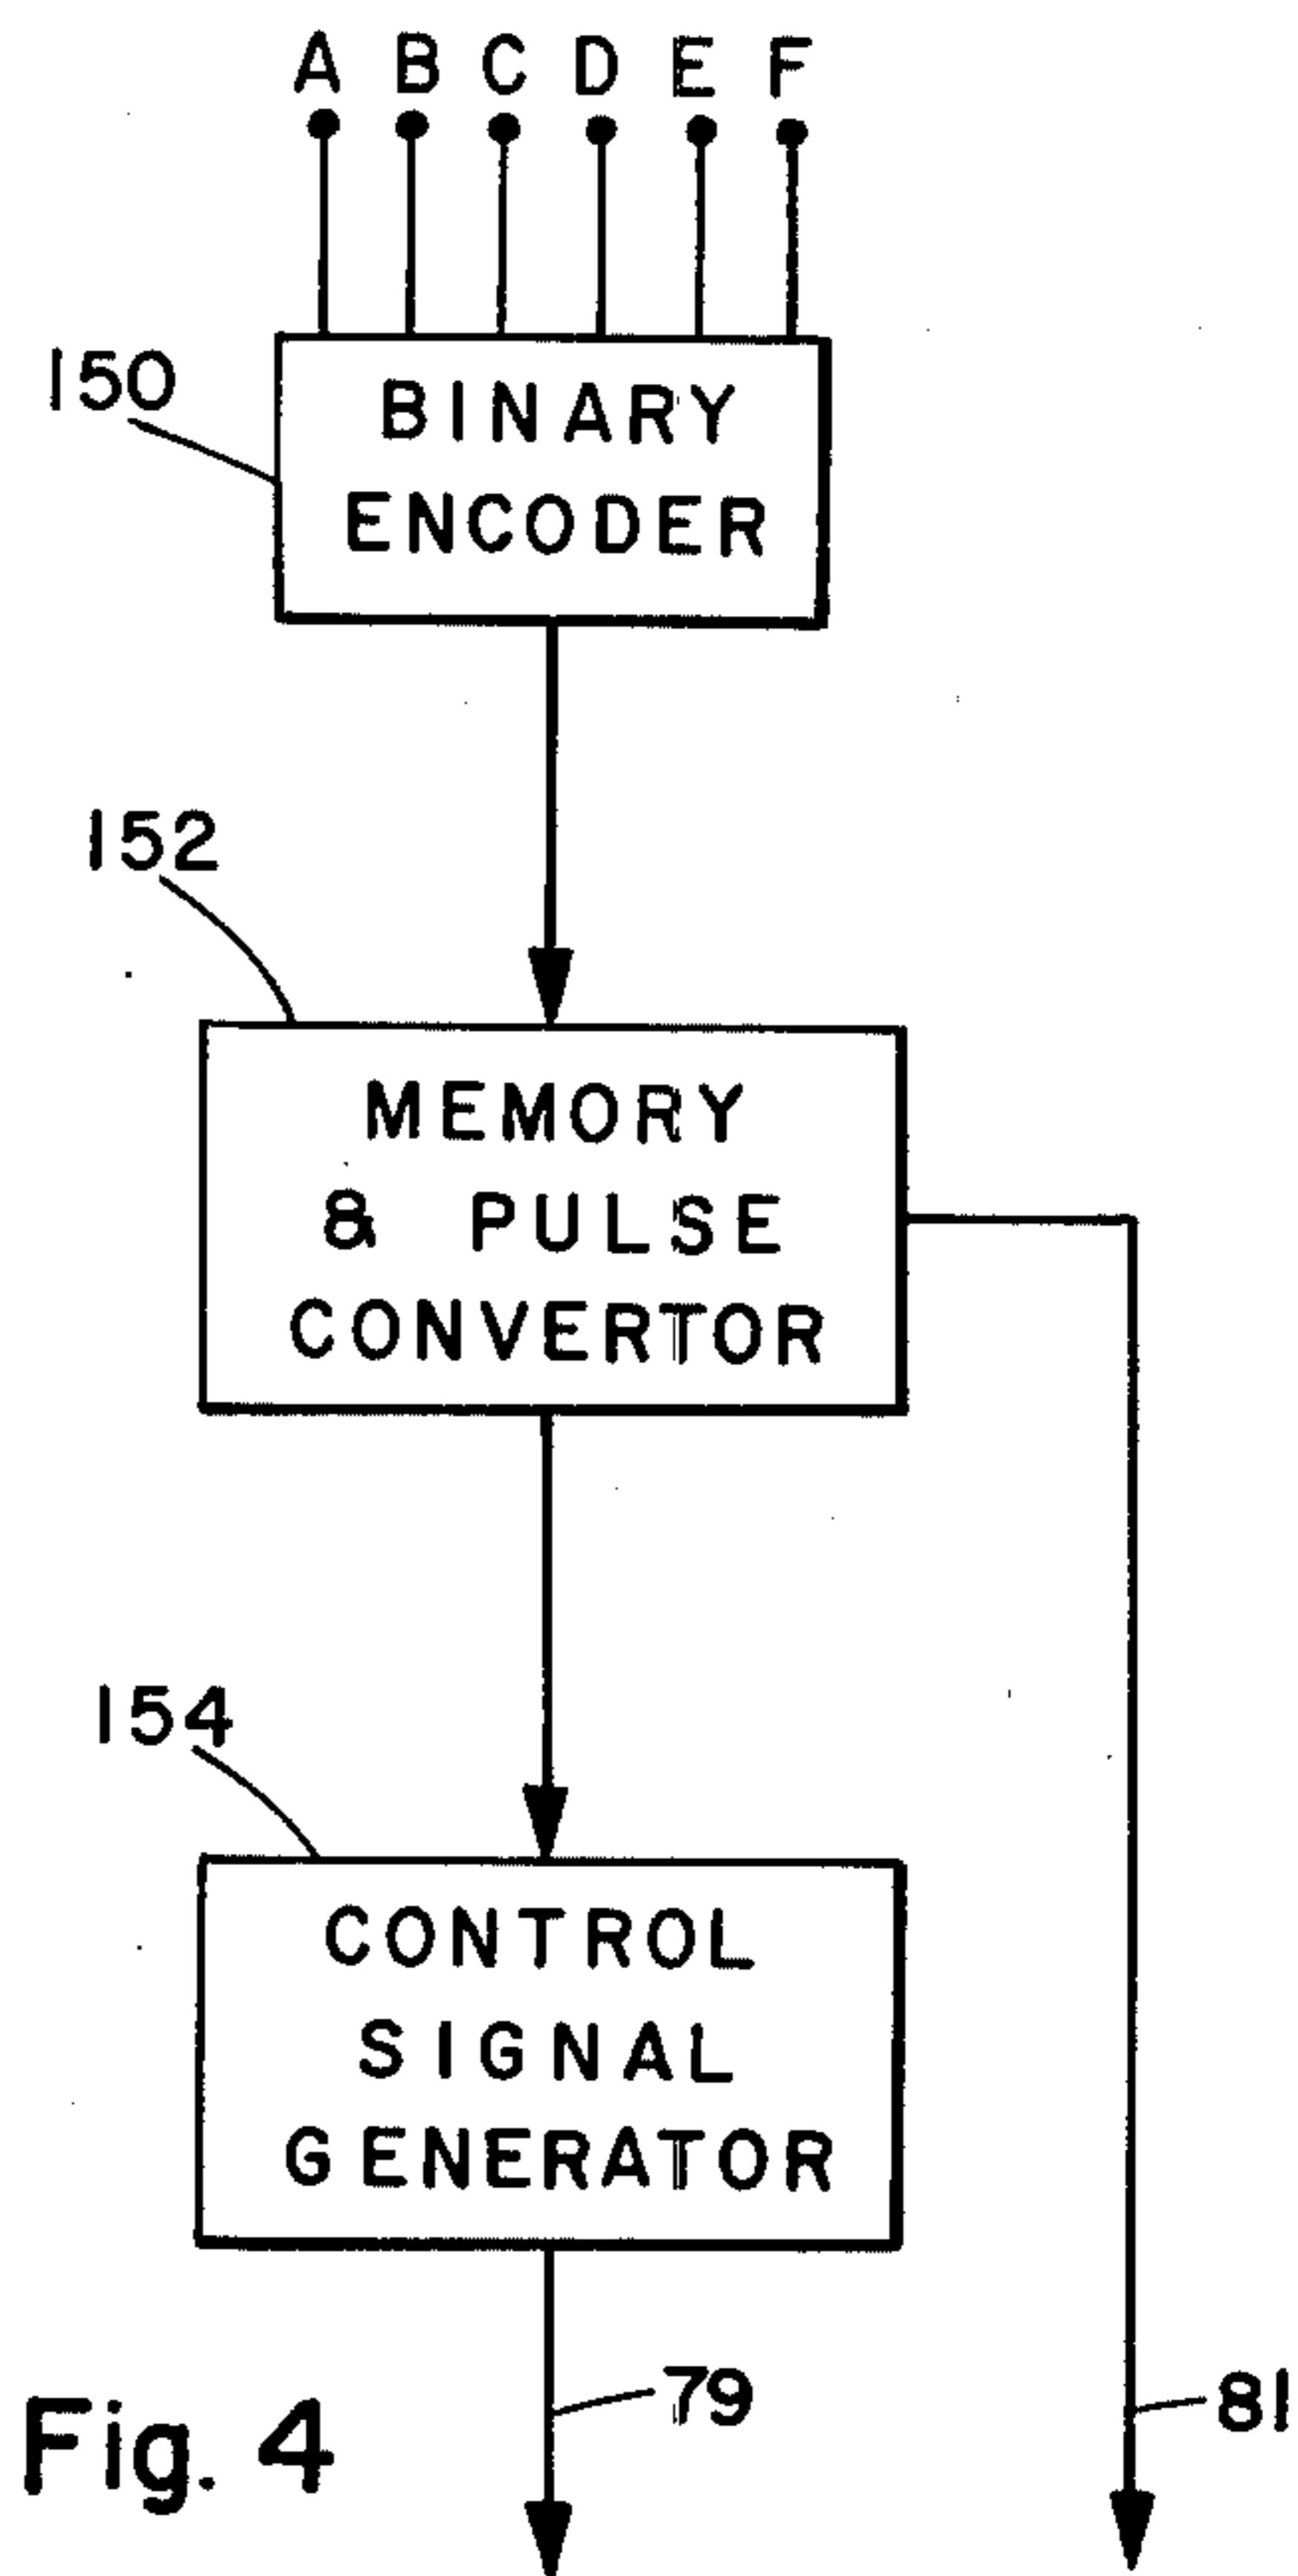 A B C D E F
150
BINARY
ENCODER
152
MEMORY
& PULSE
CONVERTOR
154
CONTROL
SIGNAL
GENERATOR
79
81
Fig. 4